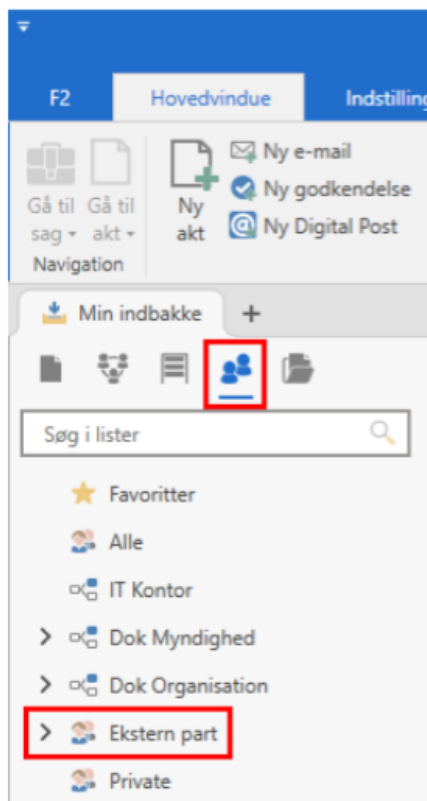 F2 Hovedvindue Indstilling
Gå til sag
Gå til akt
Navigation
Ny akt
Ny e-mail
Ny godkendelse
Ny Digital Post
Min indbakke +
Søg i lister
Favoritter
Alle
IT Kontor
Dok Myndighed
Dok Organisation
Ekstern part
Private